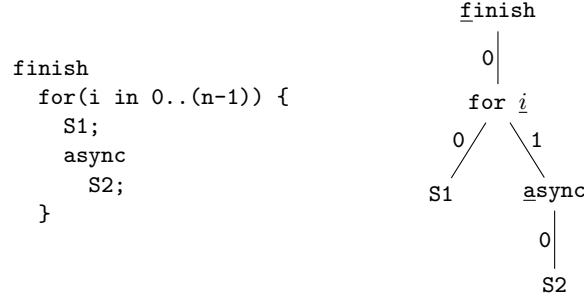 finish
for(i in 0..(n-1)) {
S1;
async
S2;
}
finish
0
for i
0 1
S1 async
0
S2